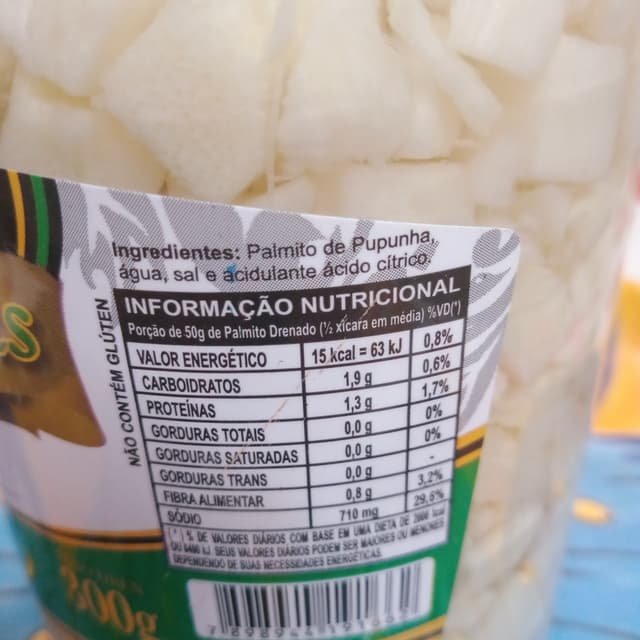 Ingredientes: Palmito de Pupunha,
água, sal e acidulante ácido cítrico.
NÃO CONTÉM GLÚTEN
INFORMAÇÃO NUTRICIONAL
Porção de 50g de Palmito Drenado (½ xícara em média) %VD(*)
VALOR ENERGÉTICO 15 kcal = 63 kJ 0,8%
CARBOIDRATOS 1,9 g 0,6%
PROTEÍNAS 1,3 g 1,7%
GORDURAS TOTAIS 0,0 g 0%
GORDURAS SATURADAS 0,0 g 0%
GORDURAS TRANS 0,0 g -
FIBRA ALIMENTAR 0,8 g 3,2%
SÓDIO 710 mg 29,6%
(*) % DE VALORES DIÁRIOS COM BASE EM UMA DIETA DE 2000 kcal
OU 8400 kJ. SEUS VALORES DIÁRIOS PODEM SER MAIORES OU MENORES
DEPENDENDO DE SUAS NECESSIDADES ENERGÉTICAS.
300g